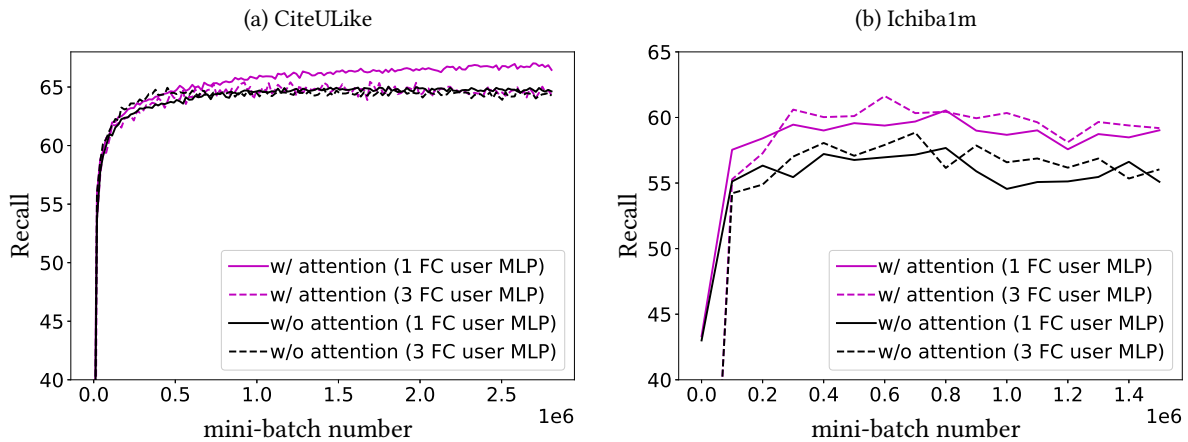 (a) CiteULike
Recall
65
60
55
50
45
40
0.0 0.5 1.0 1.5 2.0 2.5
1e6
mini-batch number
w/ attention (1 FC user MLP)
w/ attention (3 FC user MLP)
w/o attention (1 FC user MLP)
w/o attention (3 FC user MLP)
(b) Ichiba1m
Recall
65
60
55
50
45
40
0.0 0.2 0.4 0.6 0.8 1.0 1.2 1.4
1e6
mini-batch number
w/ attention (1 FC user MLP)
w/ attention (3 FC user MLP)
w/o attention (1 FC user MLP)
w/o attention (3 FC user MLP)